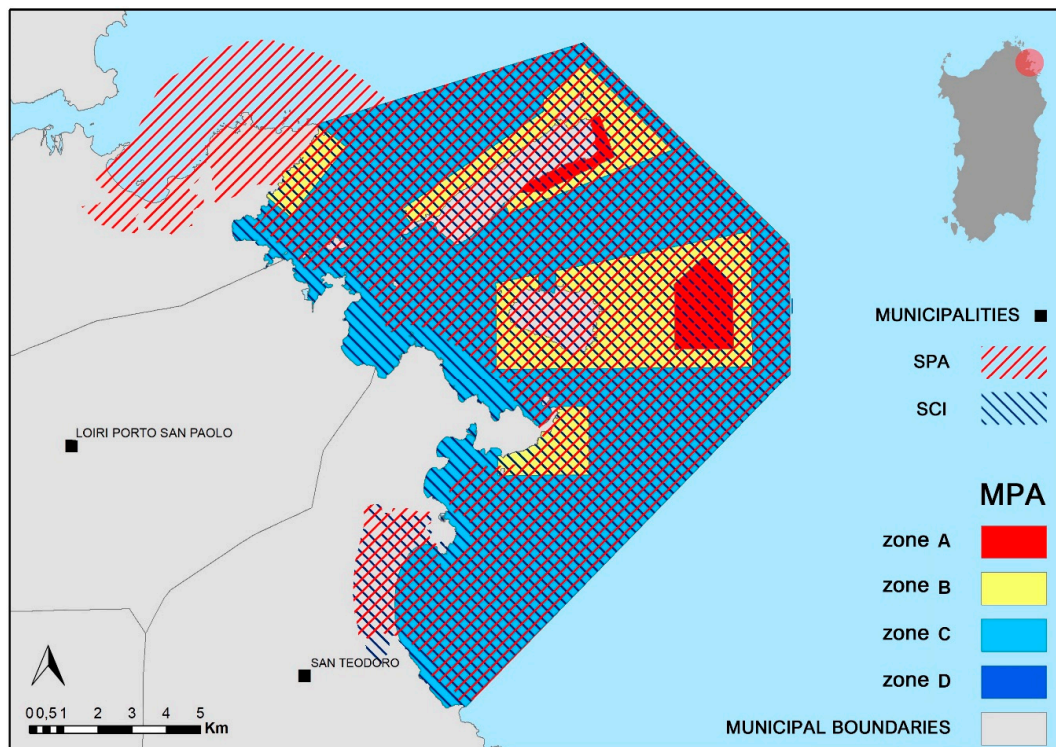 MUNICIPALITIES
SPA
SCI
LOIRI PORTO SAN PAOLO
MPA
zone A
zone B
zone C
zone D
SAN TEODORO
0 0,5 1 2 3 4 5
Km
MUNICIPAL BOUNDARIES